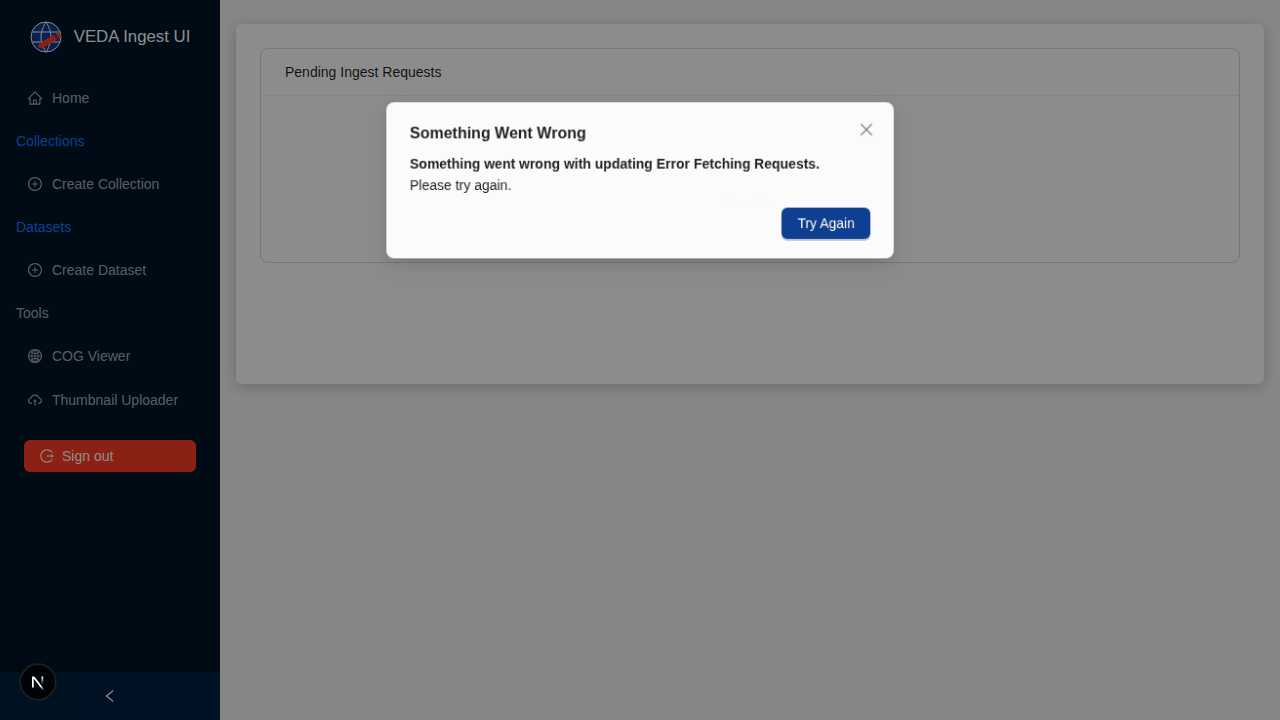 VEDA Ingest UI
Home
Collections
Create Collection
Datasets
Create Dataset
Tools
COG Viewer
Thumbnail Uploader
Sign out
N
Pending Ingest Requests
Something Went Wrong
Something went wrong with updating Error Fetching Requests.
Please try again.
Try Again